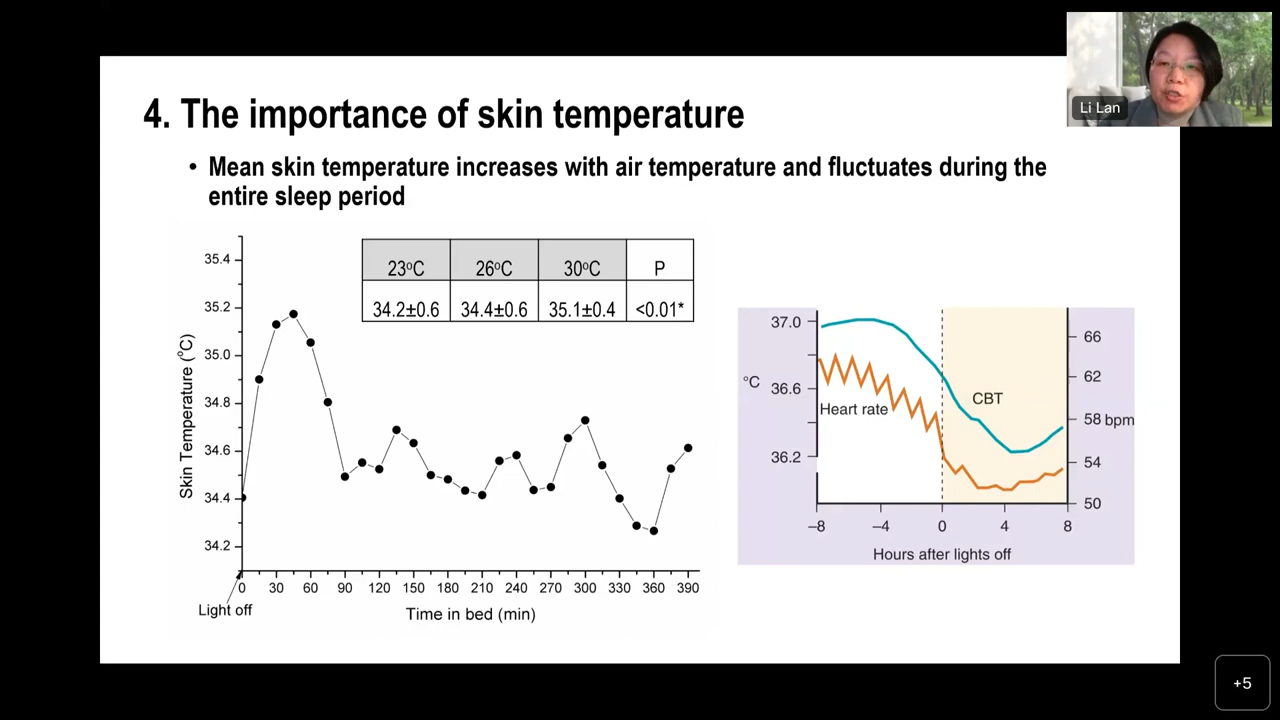 4. The importance of skin temperature
• Mean skin temperature increases with air temperature and fluctuates during the
entire sleep period
Li Lan
23°C 26°C 30°C P
34.2±0.6 34.4±0.6 35.1±0.4 <0.01*
Skin Temperature (°C)
35.4
35.2
35.0
34.8
34.6
34.4
34.2
0 30 60 90 120 150 180 210 240 270 300 330 360 390
Light off
Time in bed (min)
°C
37.0
36.6
36.2
Heart rate
CBT
66
62
58 bpm
54
50
−8 −4 0 4 8
Hours after lights off
+5